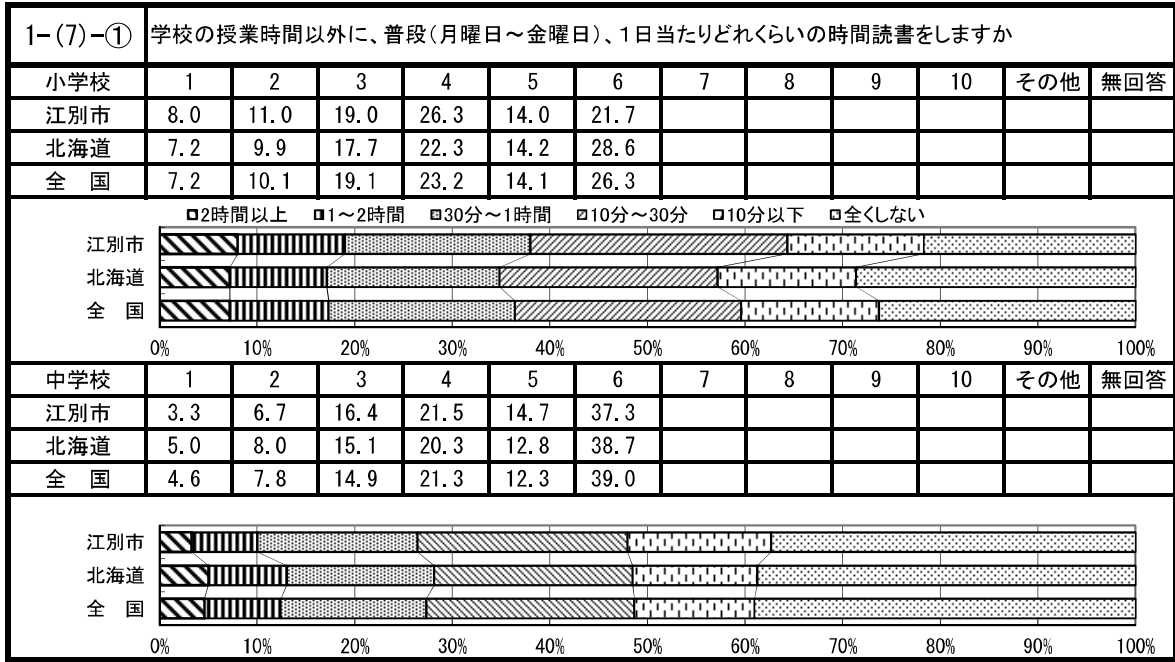 1-(7)-① 学校の授業時間以外に、普段(月曜日~金曜日)、1日当たりどれくらいの時間読書をしますか
小学校 1 2 3 4 5 6 7 8 9 10 その他 無回答
江別市 8.0 11.0 19.0 26.3 14.0 21.7
北海道 7.2 9.9 17.7 22.3 14.2 28.6
全 国 7.2 10.1 19.1 23.2 14.1 26.3
2時間以上 1~2時間 30分~1時間 10分~30分 10分以下 全くしない
江別市
北海道
全 国
0% 10% 20% 30% 40% 50% 60% 70% 80% 90% 100%
中学校 1 2 3 4 5 6 7 8 9 10 その他 無回答
江別市 3.3 6.7 16.4 21.5 14.7 37.3
北海道 5.0 8.0 15.1 20.3 12.8 38.7
全 国 4.6 7.8 14.9 21.3 12.3 39.0
江別市
北海道
全 国
0% 10% 20% 30% 40% 50% 60% 70% 80% 90% 100%